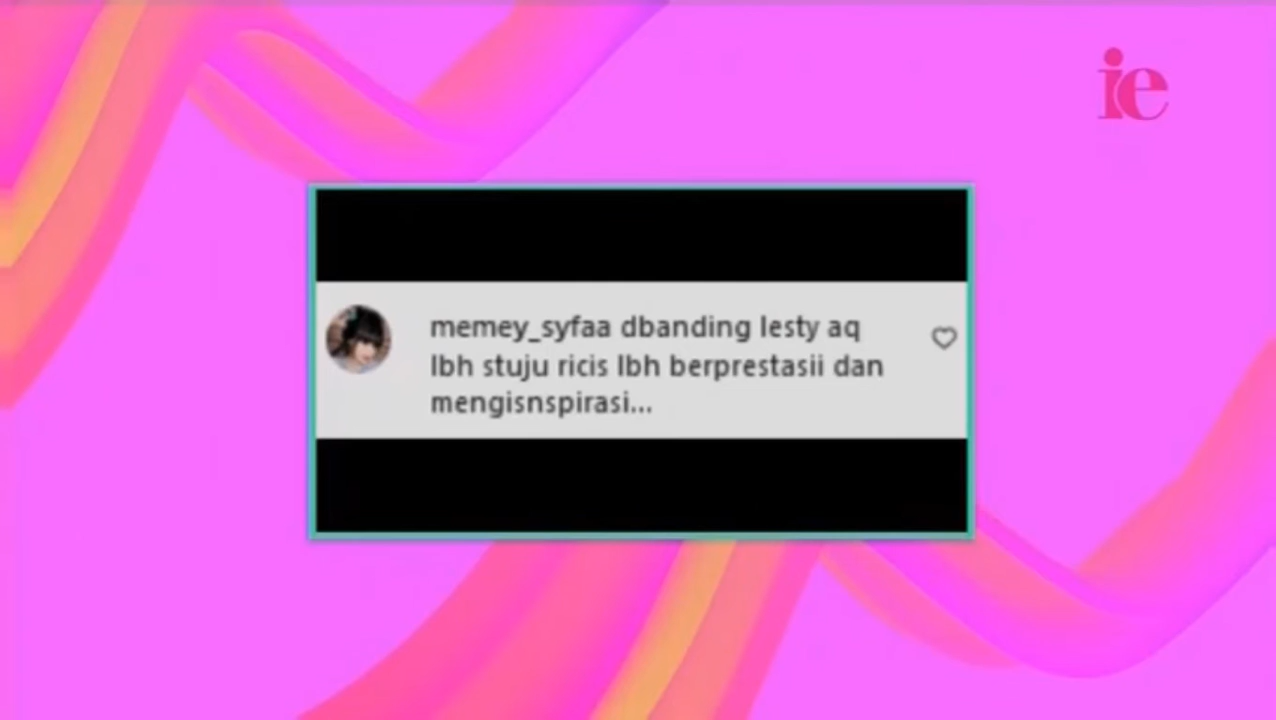 ie
memey_syfaa dbanding lesty aq
lbh stuju ricis lbh berprestasii dan
mengisnspirasi...